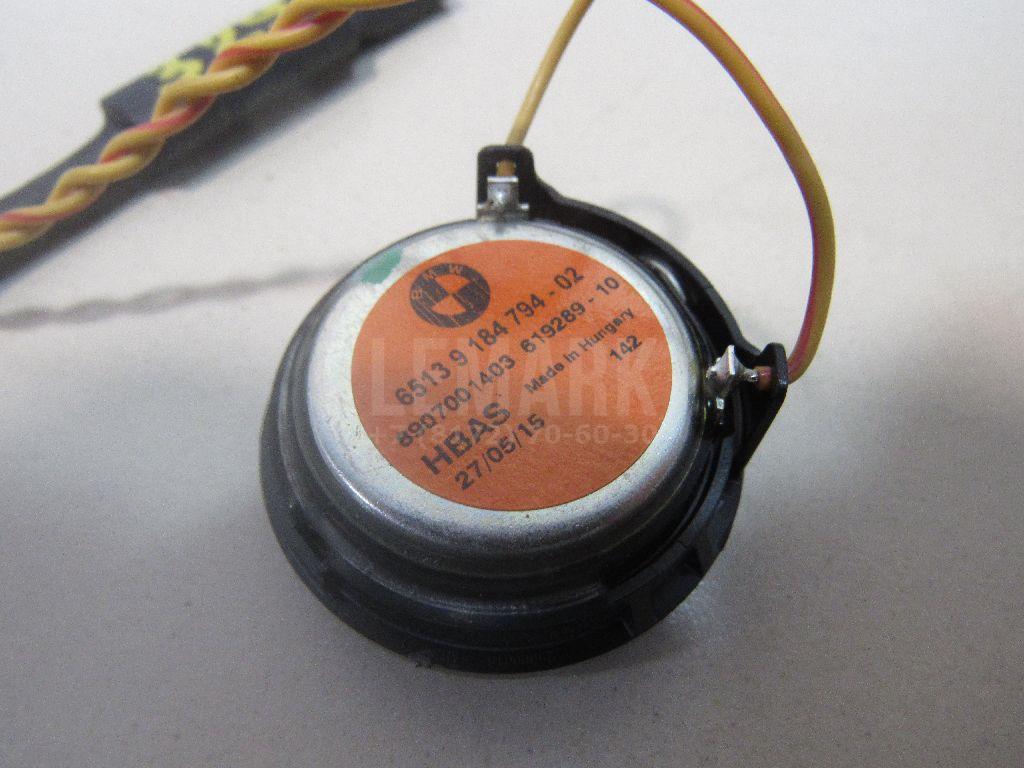 BMW
6513 9 184 794 - 02
8907001403 619289 - 10
Made in Hungary
HBAS
142
27/05/15
LEMARK